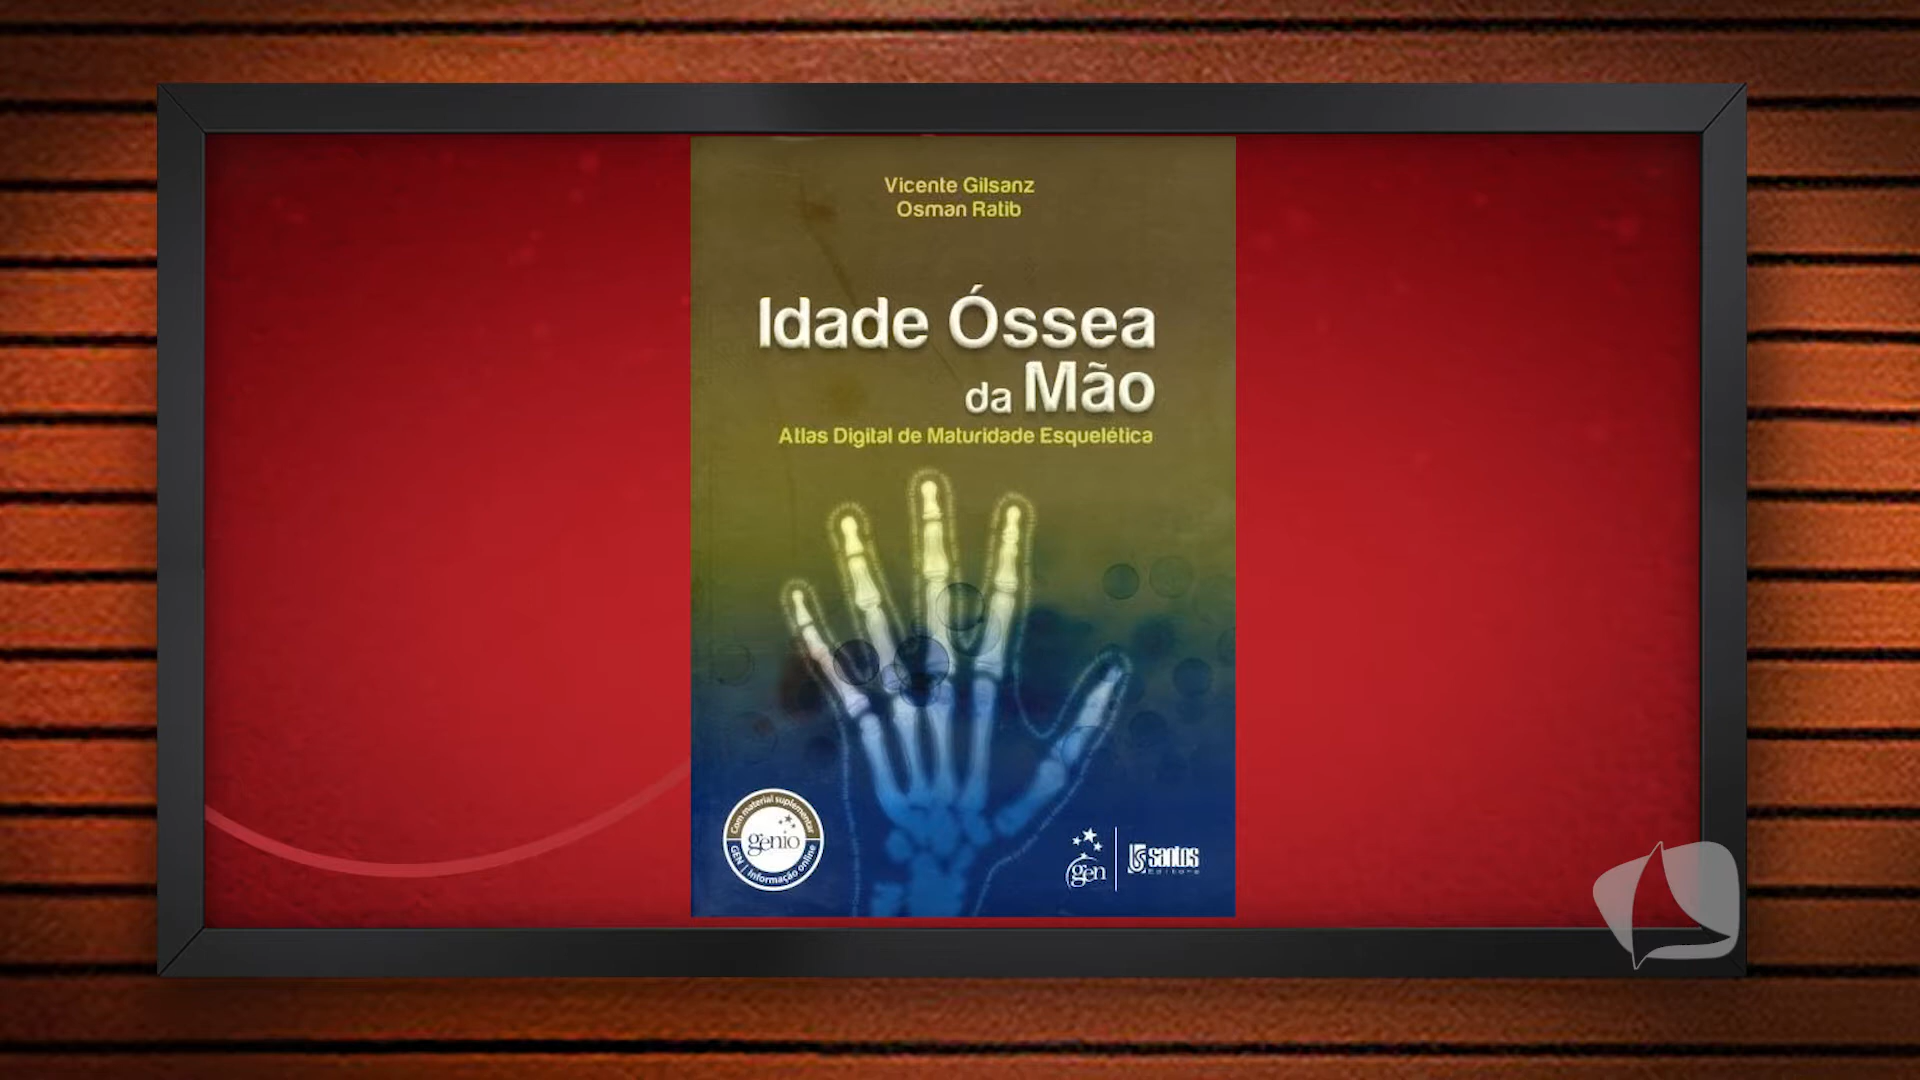 Vicente Gilsanz
Osman Ratib
Idade Óssea
da Mão
Atlas Digital de Maturidade Esquelética
Com material suplementar
genio
GEN | Informação online
gen
santos
Editora